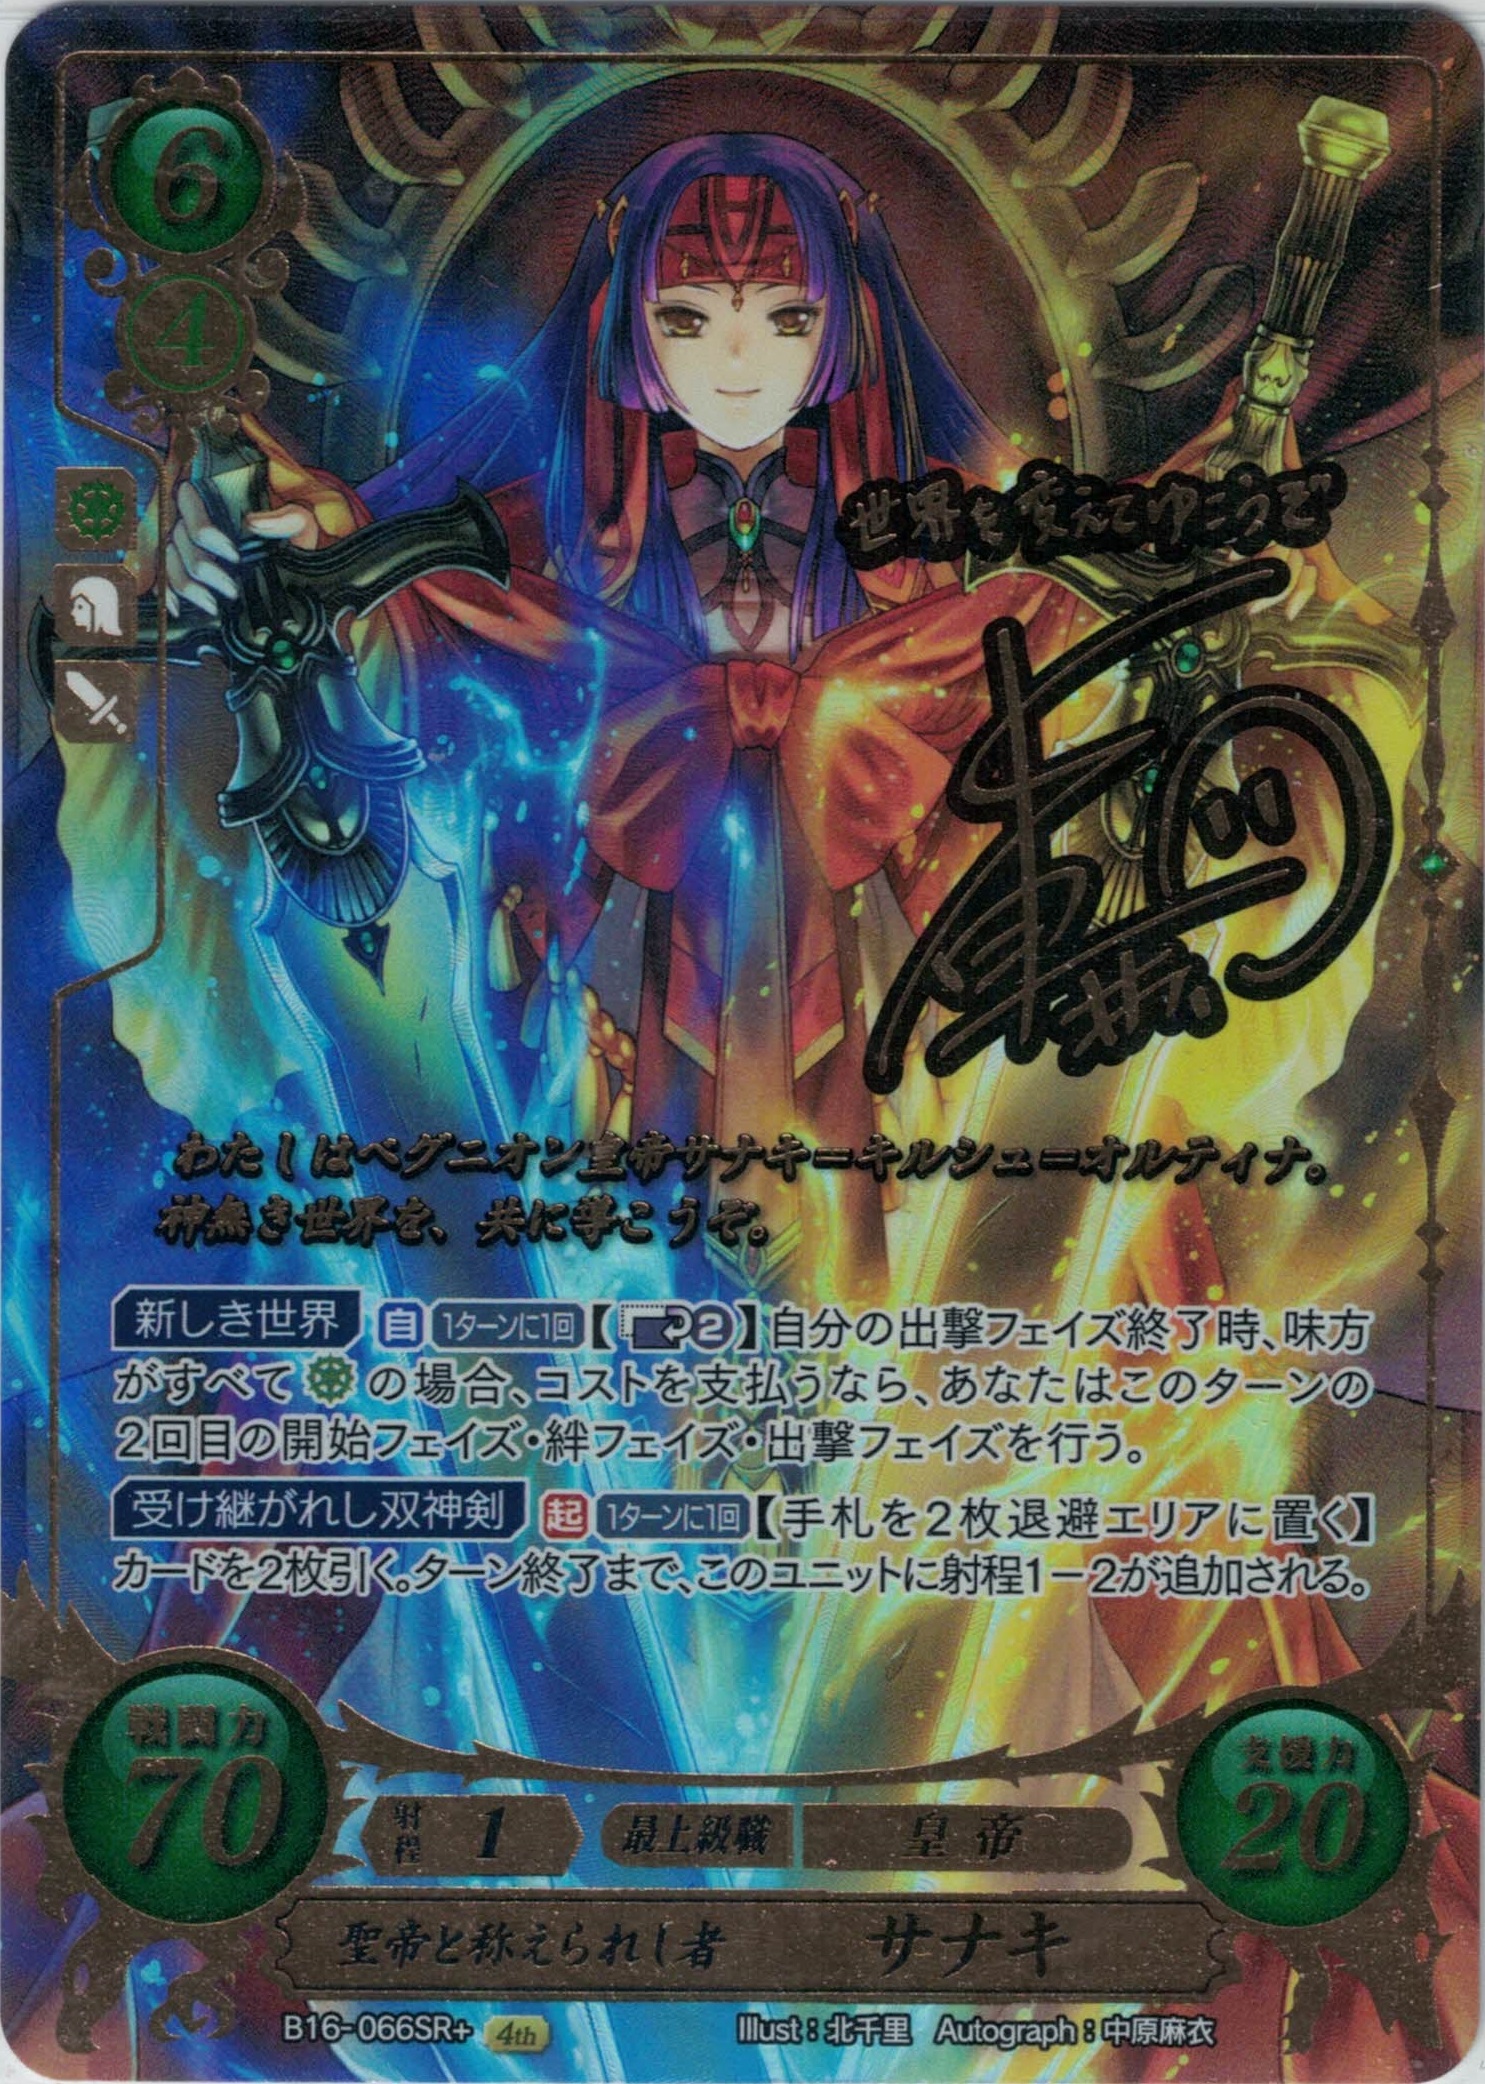 6
4
世界を変えてゆこうぞ
わたしはベグニオン皇帝サナキ=キルシュ=オルティナ。
神無き世界を、共に導こうぞ。
新しき世界 自 1ターンに1回【2】自分の出撃フェイズ終了時、味方
がすべての場合、コストを支払うなら、あなたはこのターンの
2回目の開始フェイズ・絆フェイズ・出撃フェイズを行う。
受け継がれし双神剣 起 1ターンに1回【手札を2枚退避エリアに置く】
カードを2枚引く。ターン終了まで、このユニットに射程1-2が追加される。
戦闘力 70
射程 1 最上級職 皇帝
支援力 20
聖帝と称えられし者 サナキ
B16-066SR+ 4th Illust：北千里 Autograph：中原麻衣